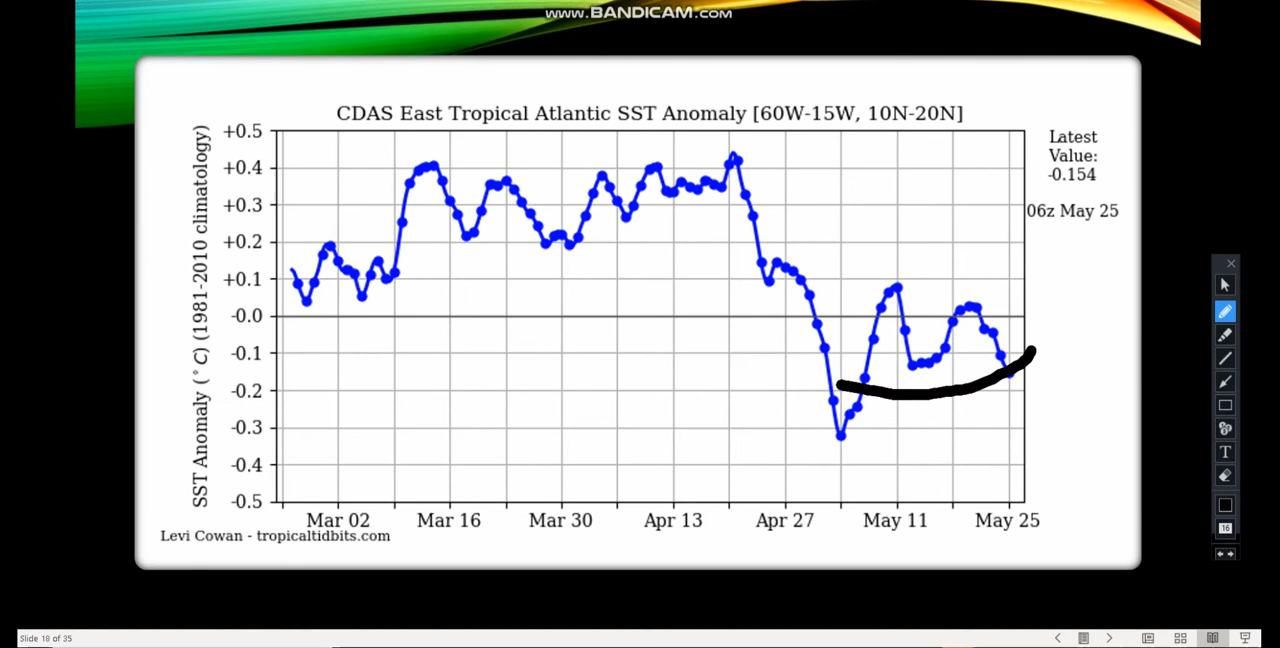 www.BANDICAM.com
CDAS East Tropical Atlantic SST Anomaly [60W-15W, 10N-20N]
SST Anomaly (°C) (1981-2010 climatology)
+0.5
+0.4
+0.3
+0.2
+0.1
-0.0
-0.1
-0.2
-0.3
-0.4
-0.5
Latest
Value:
-0.154
06z May 25
Mar 02 Mar 16 Mar 30 Apr 13 Apr 27 May 11 May 25
Levi Cowan - tropicaltidbits.com
T
16
Slide 18 of 35